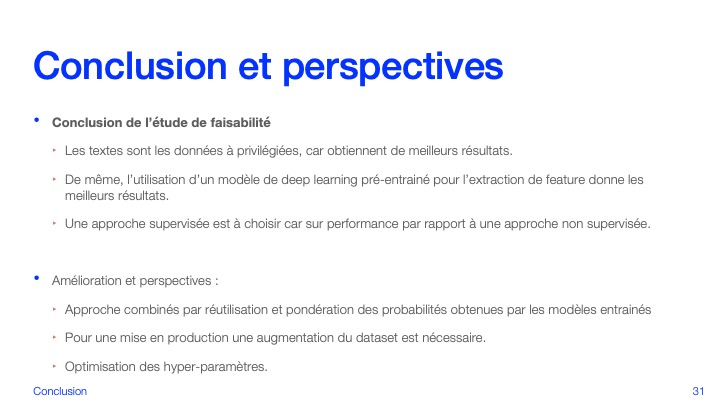 Conclusion et perspectives
• Conclusion de l’étude de faisabilité
‣ Les textes sont les données à privilégiées, car obtiennent de meilleurs résultats.
‣ De même, l’utilisation d’un modèle de deep learning pré-entrainé pour l’extraction de feature donne les
meilleurs résultats.
‣ Une approche supervisée est à choisir car sur performance par rapport à une approche non supervisée.
• Amélioration et perspectives :
‣ Approche combinés par réutilisation et pondération des probabilités obtenues par les modèles entrainés
‣ Pour une mise en production une augmentation du dataset est nécessaire.
‣ Optimisation des hyper-paramètres.
Conclusion
31